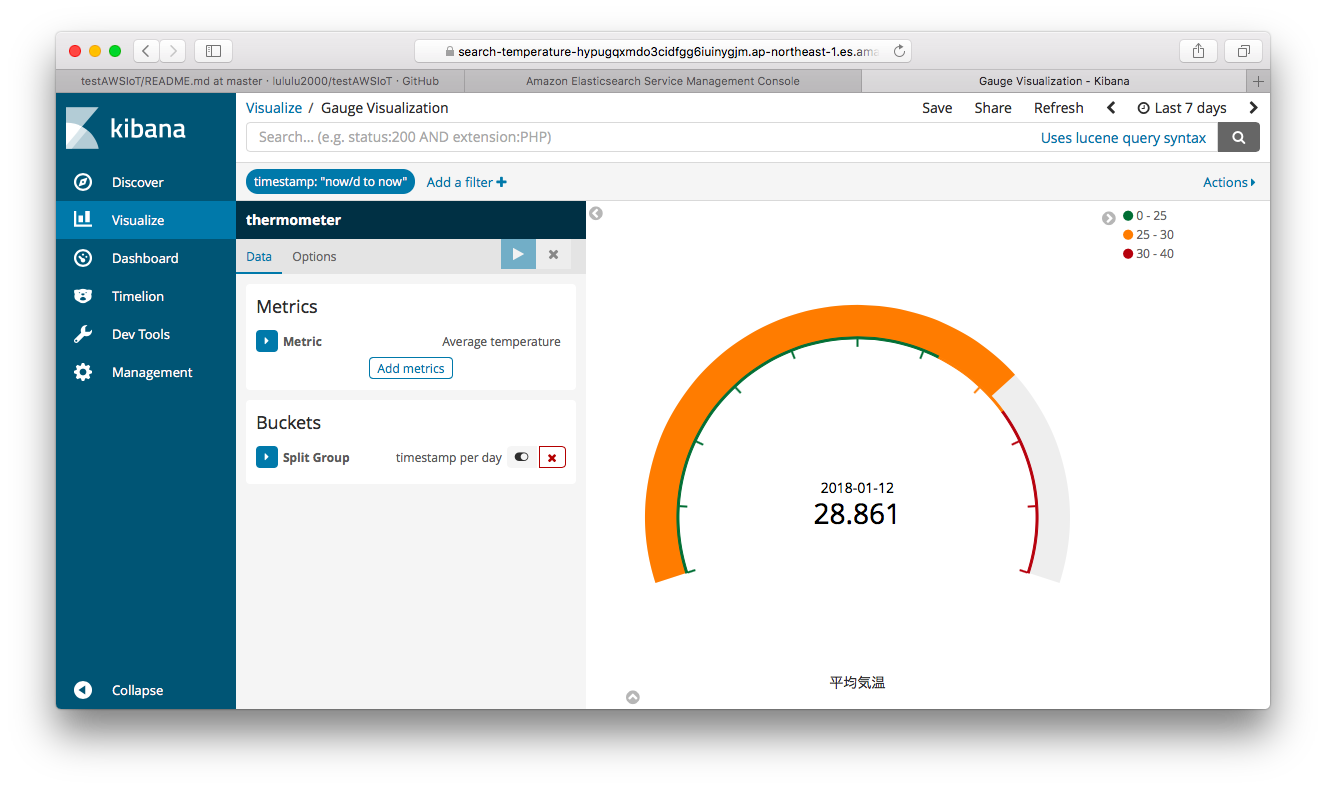 search-temperature-hypugqxmdo3cidfgg6iuinygjm.ap-northeast-1.es.ama
testAWSIoT/README.md at master · lululu2000/testAWSIoT · GitHub
Amazon Elasticsearch Service Management Console
Gauge Visualization - Kibana
kibana
Visualize / Gauge Visualization
Save Share Refresh Last 7 days
Search... (e.g. status:200 AND extension:PHP)
Uses lucene query syntax
Discover
Visualize
Dashboard
Timelion
Dev Tools
Management
Collapse
timestamp: "now/d to now"
Add a filter +
Actions
thermometer
Data Options
Metrics
Metric Average temperature
Add metrics
Buckets
Split Group timestamp per day
0 - 25
25 - 30
30 - 40
2018-01-12
28.861
平均気温